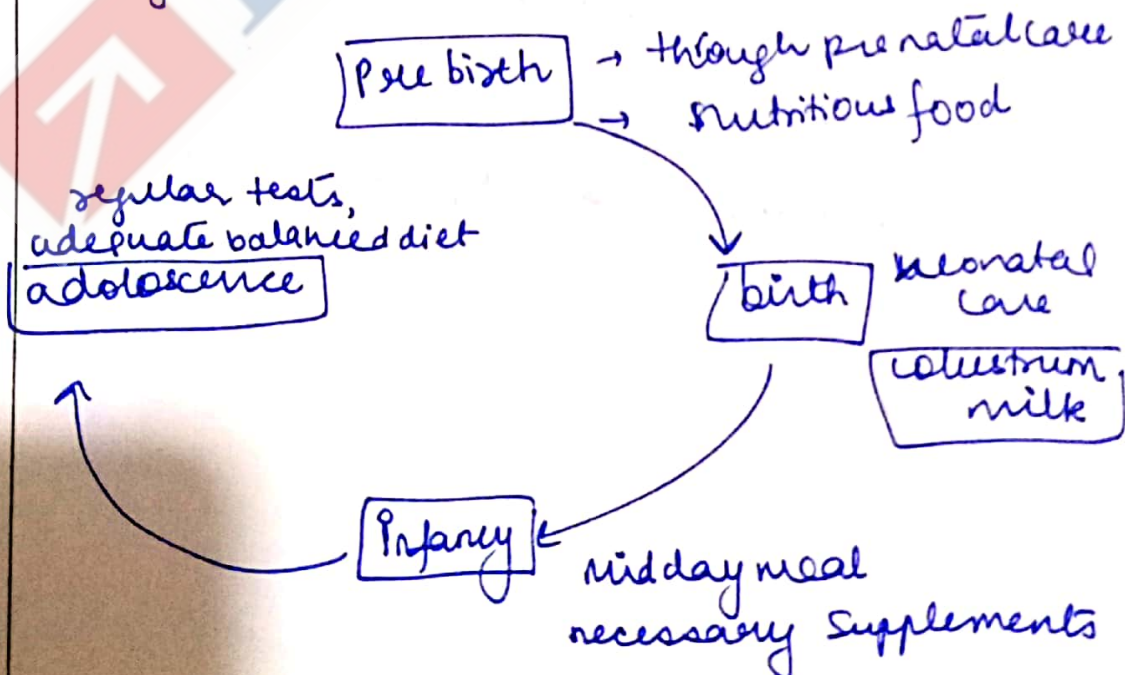 Pre birth → through prenatal care
→ nutritious food
regular tests,
adequate balanced diet
adoloscence
birth
neonatal
care
colustrum
milk
Infancy
midday meal
necessary supplements